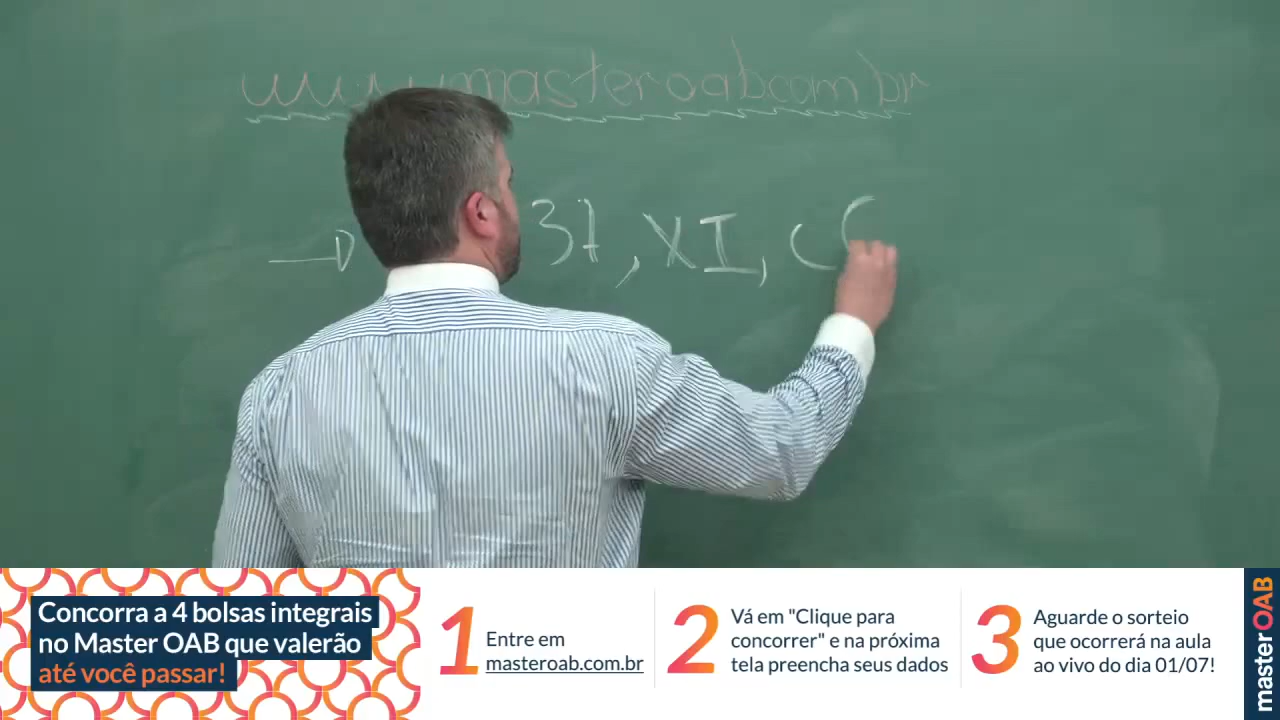 www.masteroab.com.br
37, XI, C
Concorra a 4 bolsas integrais
no Master OAB que valerão
até você passar!
1 Entre em
masteroab.com.br
2 Vá em "Clique para
concorrer" e na próxima
tela preencha seus dados
3 Aguarde o sorteio
que ocorrerá na aula
ao vivo do dia 01/07!
masterOAB